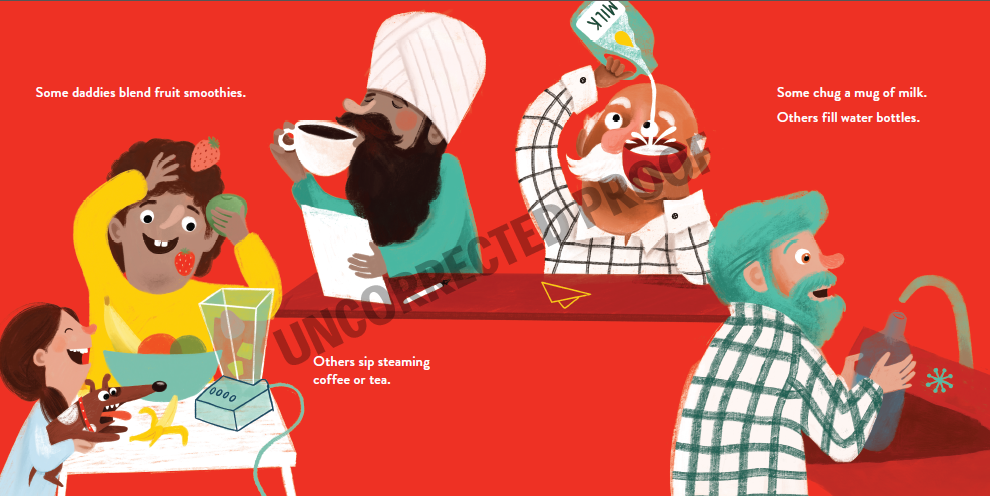 Some daddies blend fruit smoothies.
MILK
Some chug a mug of milk.
Others fill water bottles.
UNCORRECTED PROOF
Others sip steaming
coffee or tea.